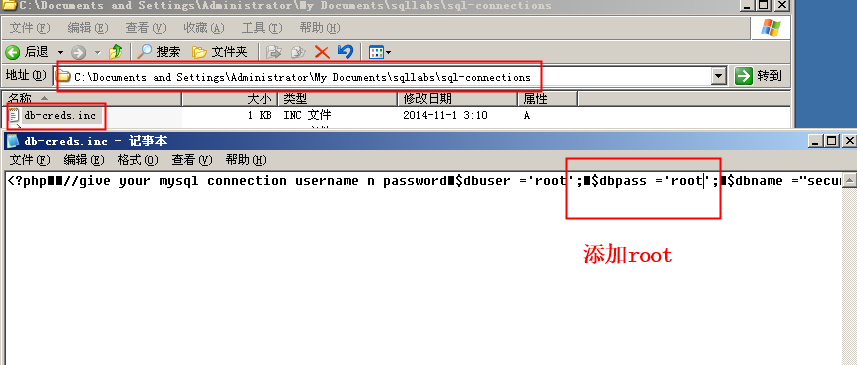 C:\Documents and Settings\Administrator\My Documents\sqllabs\sql-connections
文件(F) 编辑(E) 查看(V) 收藏(A) 工具(T) 帮助(H)
后退 搜索 文件夹
地址(D) C:\Documents and Settings\Administrator\My Documents\sqllabs\sql-connections 转到
名称 大小 类型 修改日期 属性
db-creds.inc 1 KB INC 文件 2014-11-1 3:10 A
db-creds.inc - 记事本
文件(F) 编辑(E) 格式(O) 查看(V) 帮助(H)
<?php■■//give your mysql connection username n password■$dbuser ='root';■$dbpass ='root';■$dbname ="secu
添加root